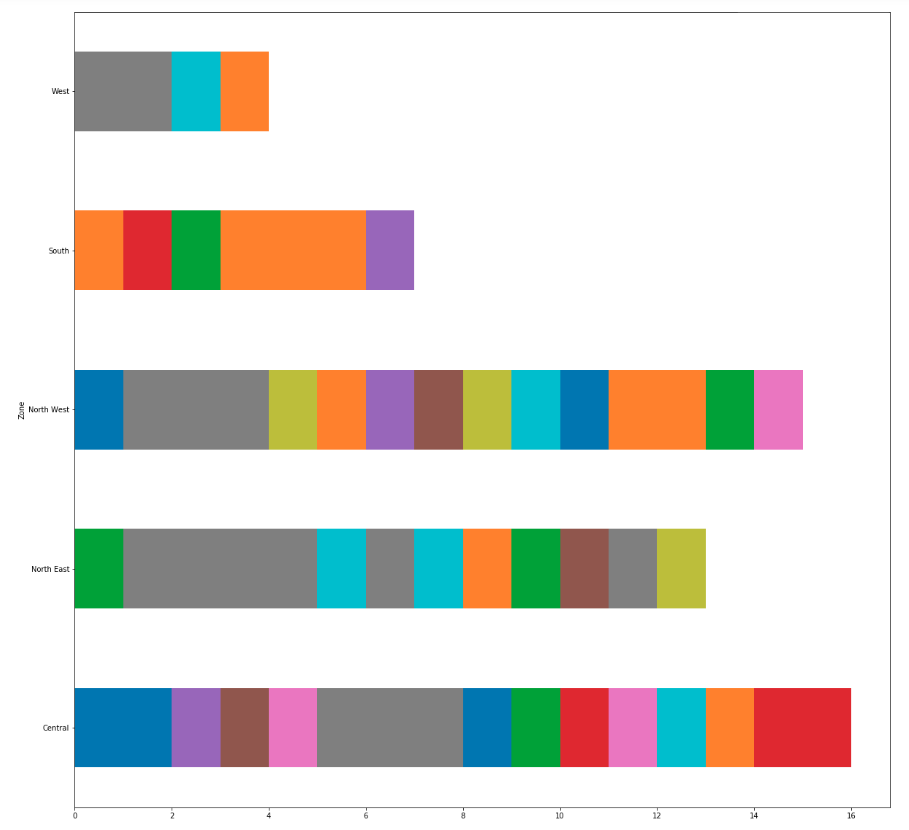 West
South
Zone
North West
North East
Central
0 2 4 6 8 10 12 14 16